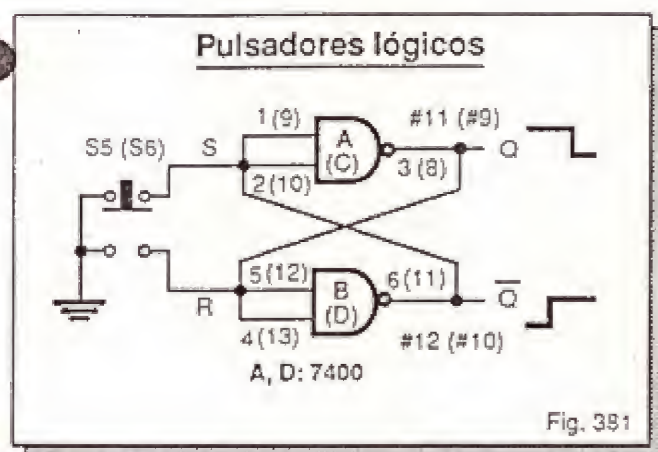 Pulsadores lógicos
1(9)
#11 (#9)
S5 (S6)
S
A
(C)
Q
3(8)
2(10)
5(12)
6(11)
B
(D)
Q̅
R
4(13)
#12 (#10)
A, D: 7400
Fig. 381